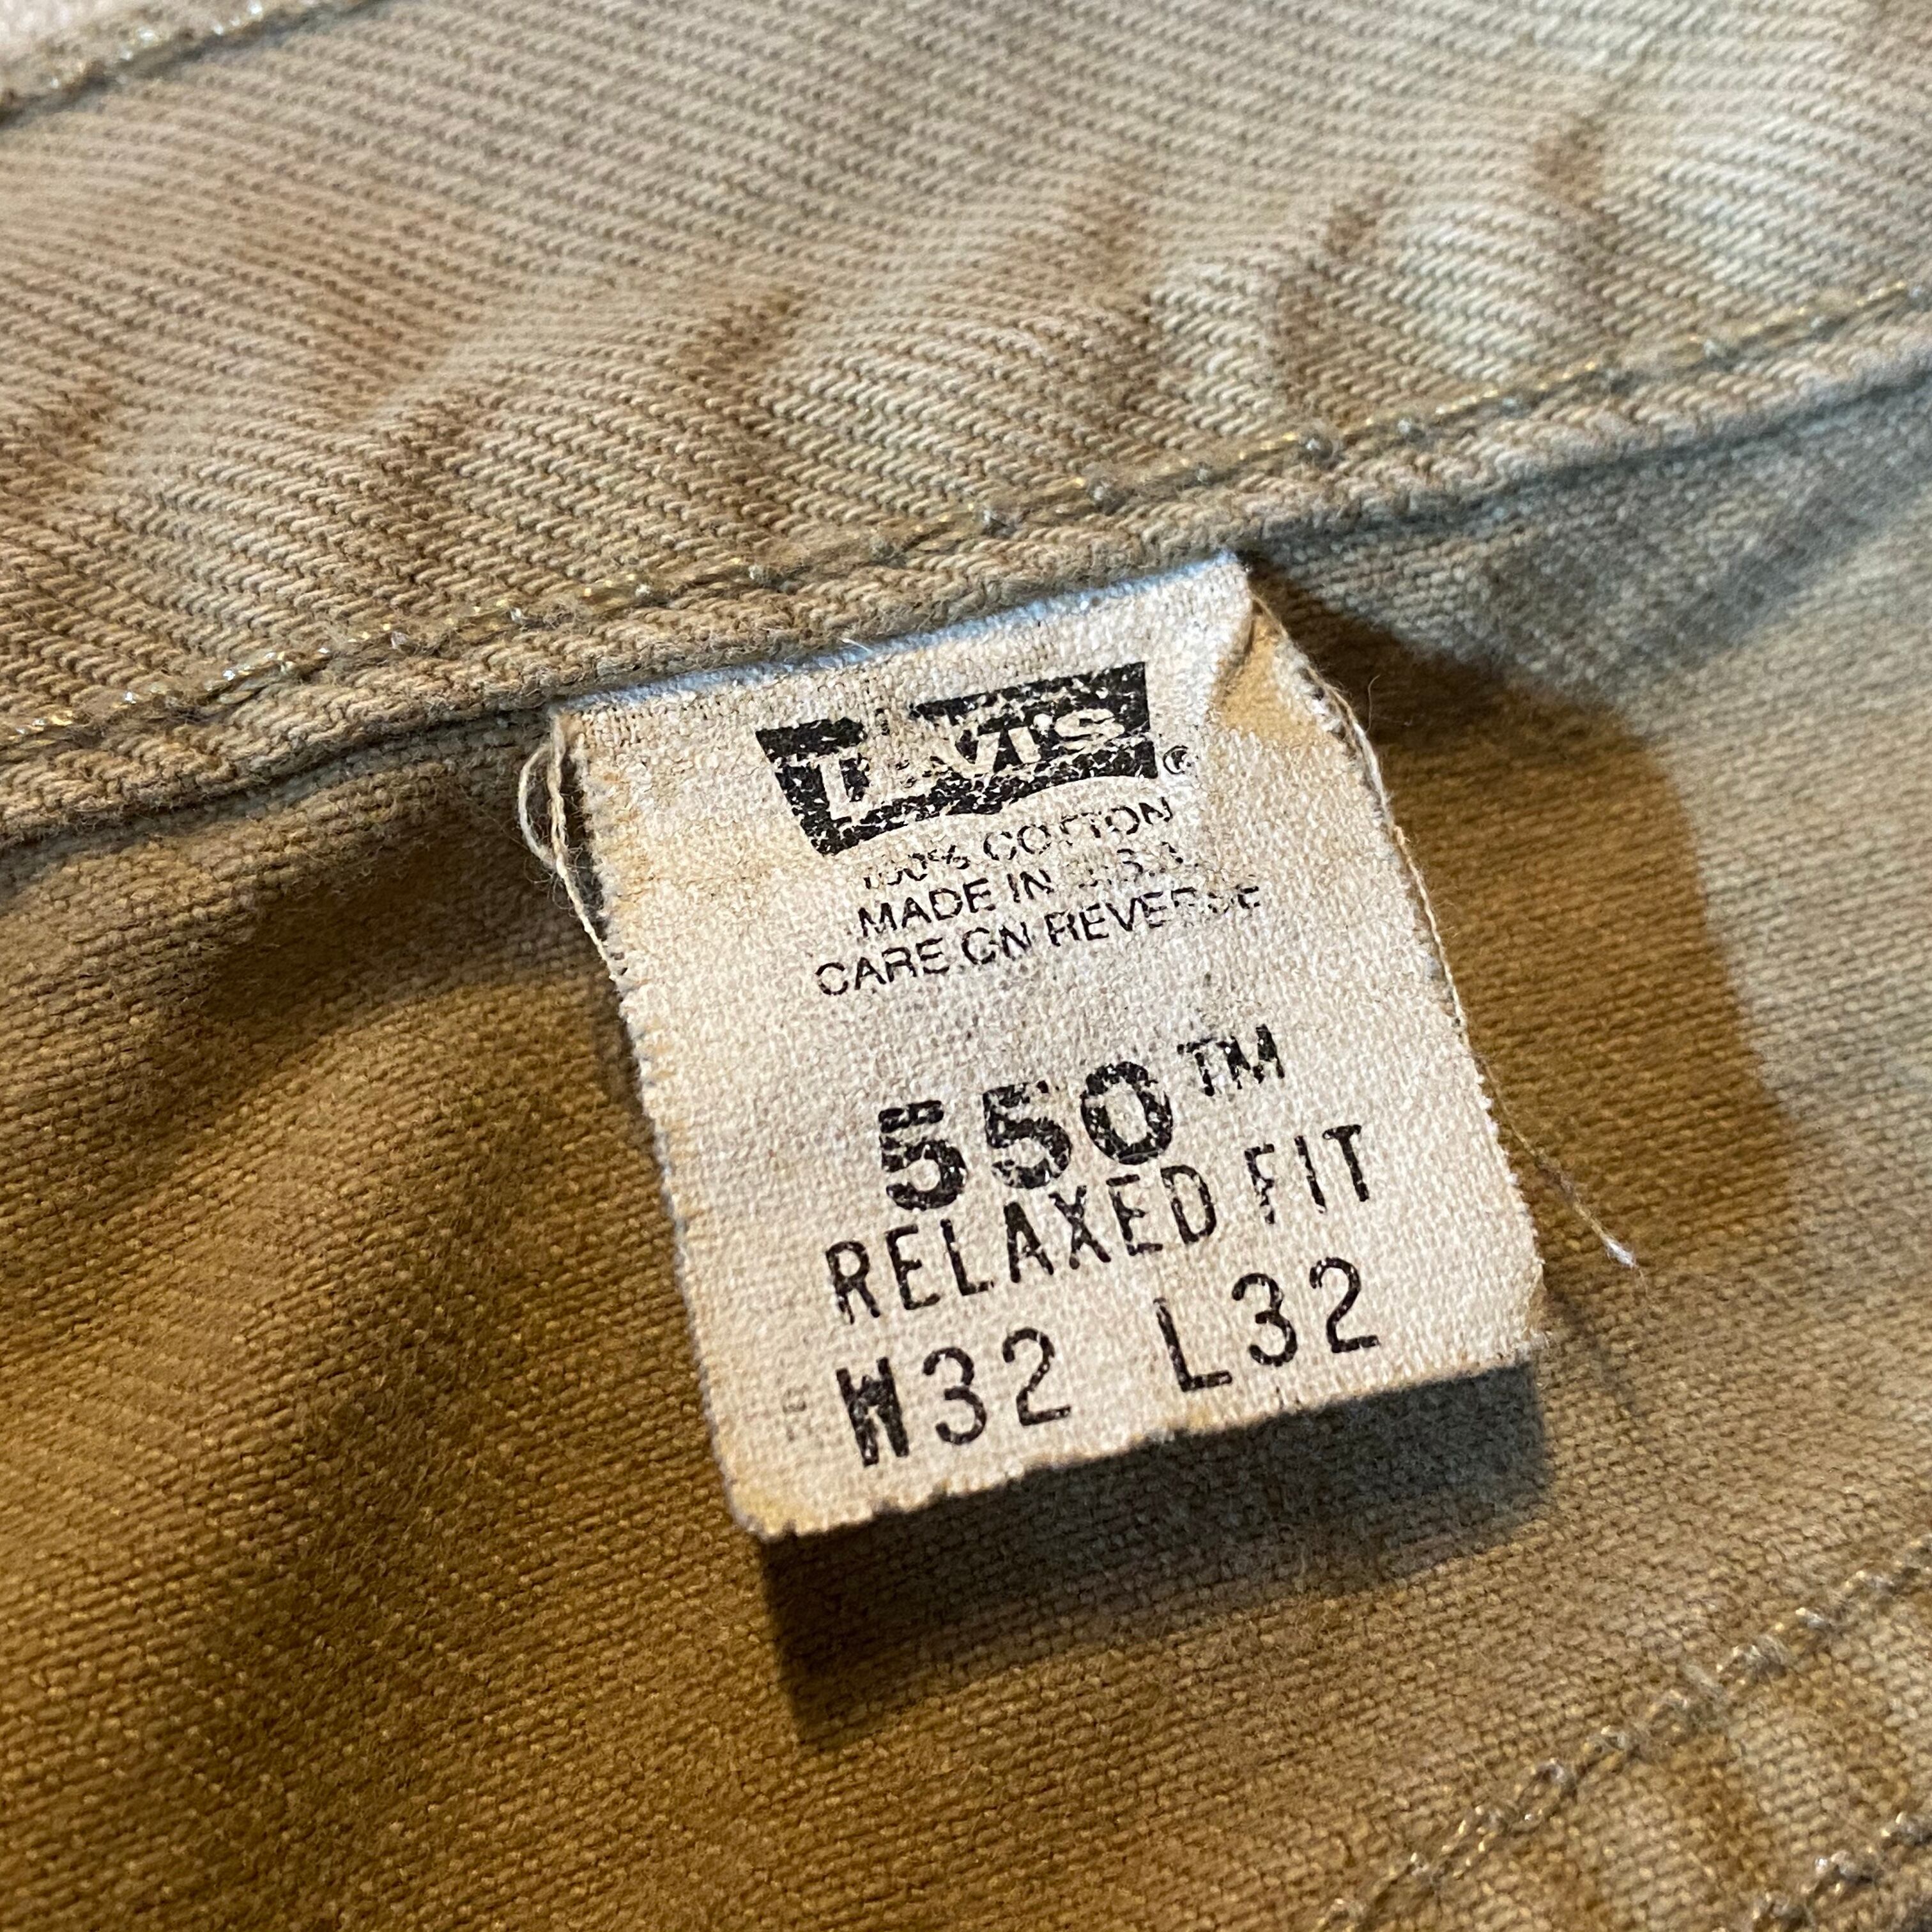 LEVI'S®
100% COTTON
MADE IN U.S.A.
CARE ON REVERSE
550™
RELAXED FIT
W32 L32